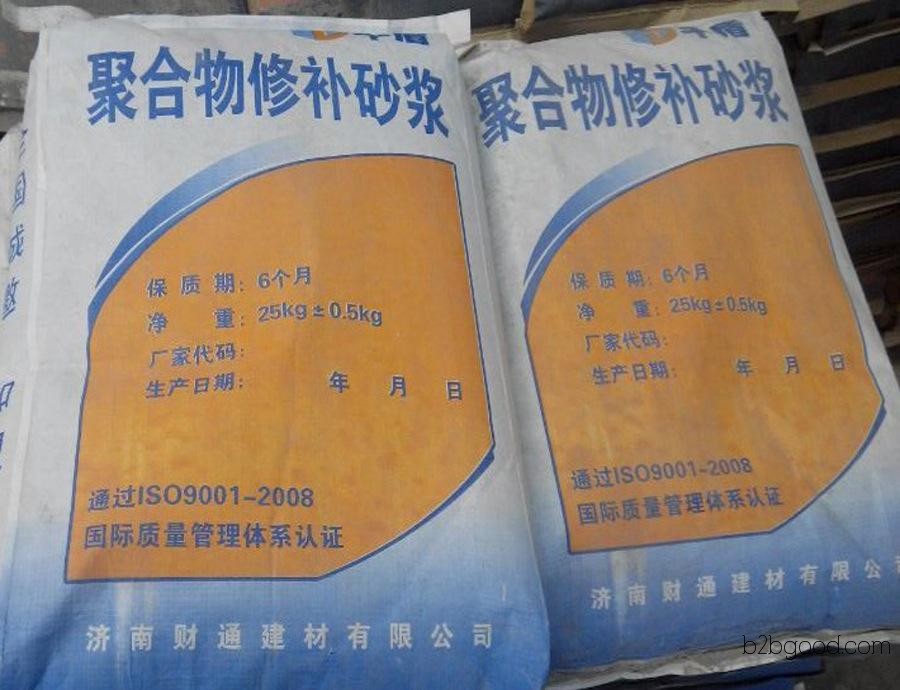 聚合物修补砂浆
保质期：6个月
净重：25kg±0.5kg
厂家代码：
生产日期： 年 月 日
通过ISO9001-2008
国际质量管理体系认证
济南财通建材有限公司
聚合物修补砂浆
保质期：6个月
净重：25kg±0.5kg
厂家代码：
生产日期： 年 月 日
通过ISO9001-2008
国际质量管理体系认证
济南财通建材有限公
b2bgood.com